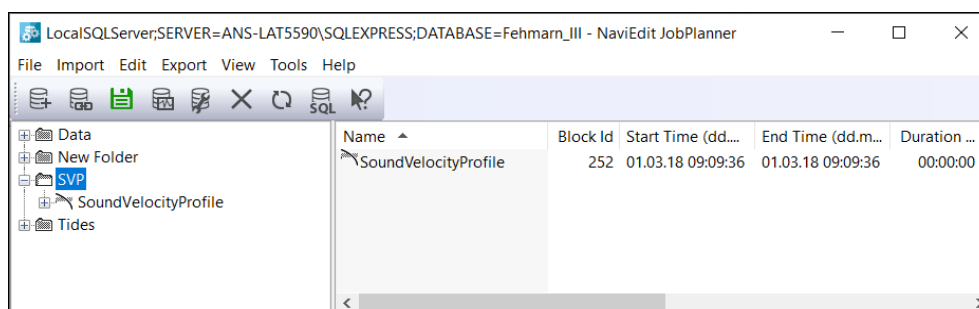 LocalSQLServer;SERVER=ANS-LAT5590\SQLEXPRESS;DATABASE=Fehmarn_III - NaviEdit JobPlanner
File Import Edit Export View Tools Help
SQL
Data
New Folder
SVP
SoundVelocityProfile
Tides
Name Block Id Start Time (dd.... End Time (dd.m... Duration ...
SoundVelocityProfile 252 01.03.18 09:09:36 01.03.18 09:09:36 00:00:00